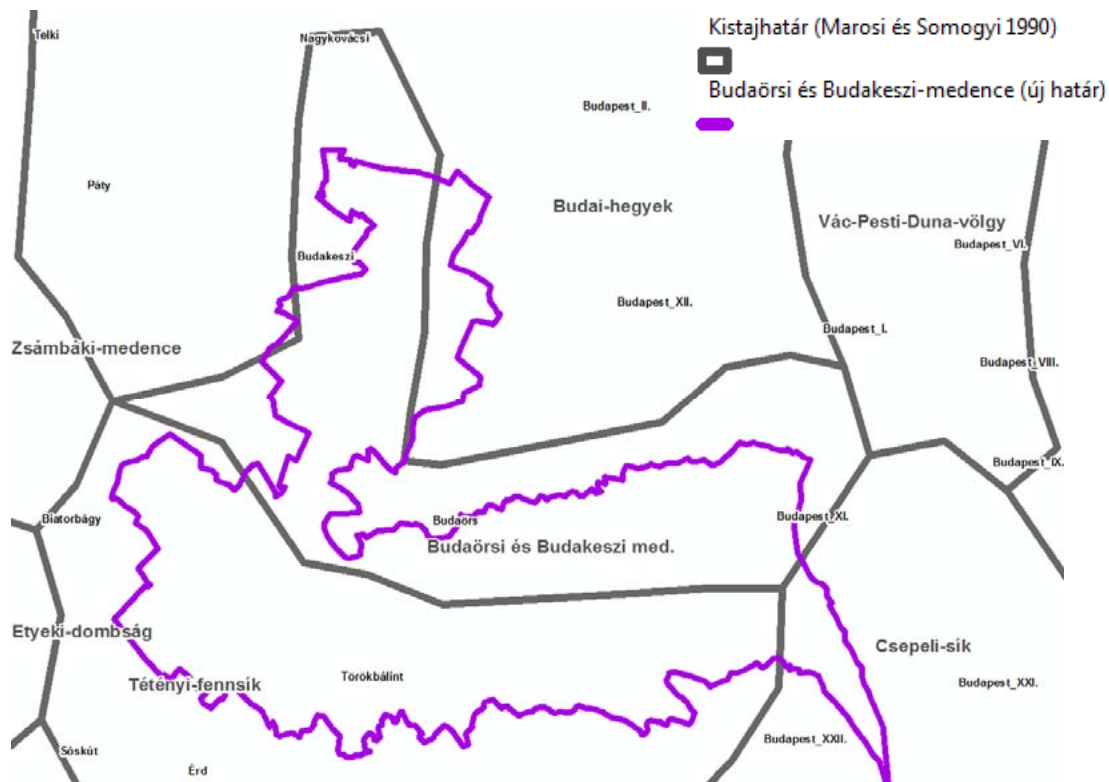 Kistajhatár (Marosi és Somogyi 1990)
Budaörsi és Budakeszi-medence (új határ)
Telki
Nagykovácsi
Budapest_II.
Páty
Budai-hegyek
Vác-Pesti-Duna-völgy
Budapest_VI.
Budakeszi
Budapest_XII.
Budapest_I.
Zsámbéki-medence
Budapest_VIII.
Budapest_IX.
Biatorbágy
Budaörs
Budapest_XI.
Budaörsi és Budakeszi med.
Etyeki-dombság
Csepeli-sík
Törökbálint
Tétényi-fennsík
Budapest_XXI.
Budapest_XXII.
Sóskút
Érd